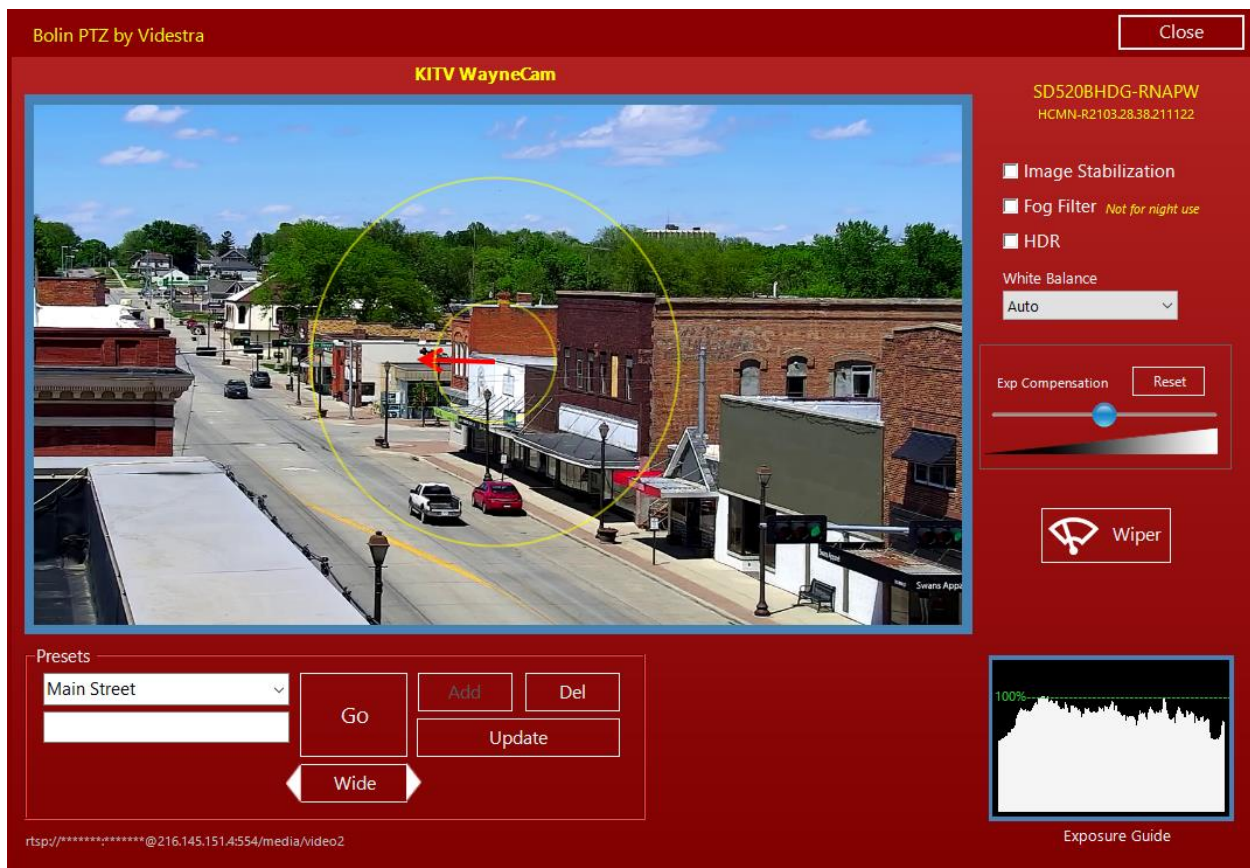 Bolin PTZ by Videstra
Close
KITV WayneCam
SD520BHDG-RNAPW
HCMN-R2103.28.38.211122
Image Stabilization
Fog Filter Not for night use
HDR
White Balance
Auto
Exp Compensation
Reset
Wiper
Swans Apparel
Swans Appa
Presets
Main Street
Go
Add
Del
Update
Wide
100%
Exposure Guide
rtsp://*******:*******@216.145.151.4:554/media/video2